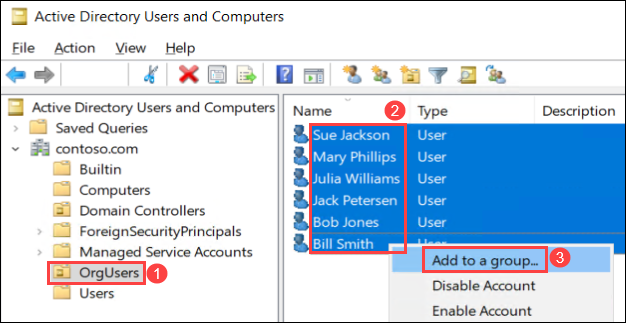 Active Directory Users and Computers
File Action View Help
Active Directory Users and Computers
Saved Queries
contoso.com
Builtin
Computers
Domain Controllers
ForeignSecurityPrincipals
Managed Service Accounts
OrgUsers 1
Users
Name 2 Type Description
Sue Jackson User
Mary Phillips User
Julia Williams User
Jack Petersen User
Bob Jones User
Bill Smith User
Add to a group... 3
Disable Account
Enable Account